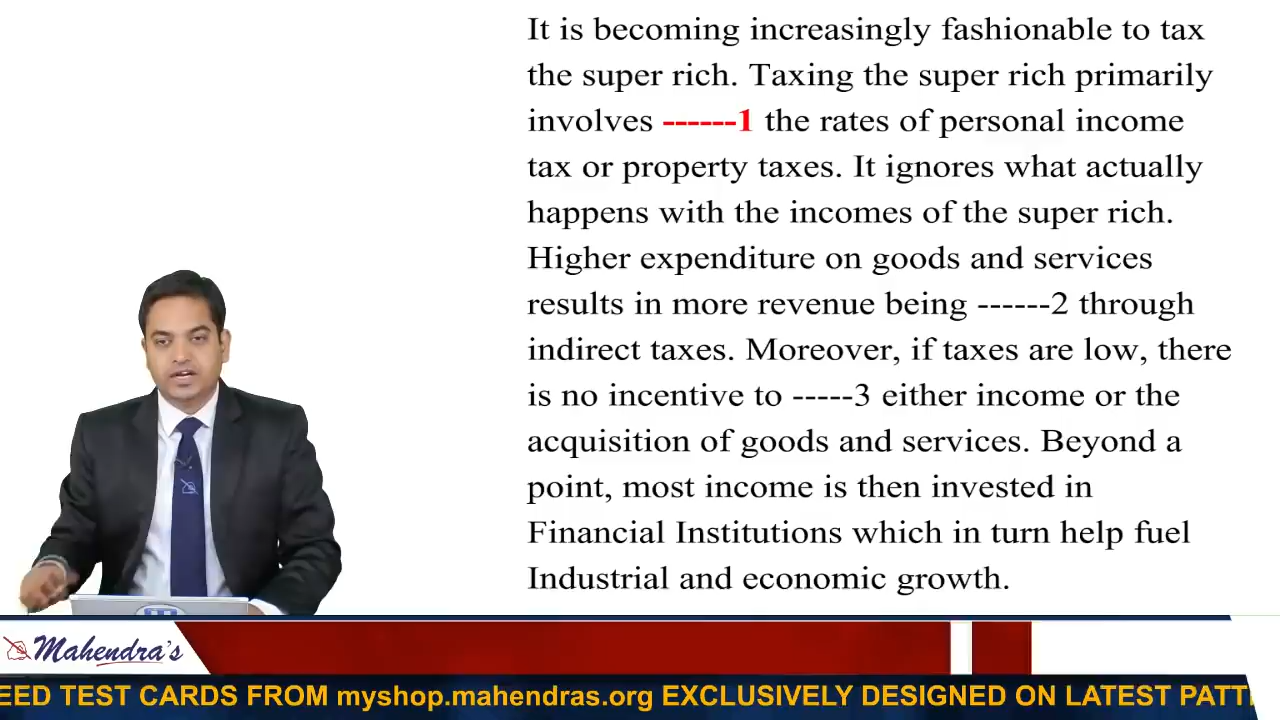 It is becoming increasingly fashionable to tax
the super rich. Taxing the super rich primarily
involves ------1 the rates of personal income
tax or property taxes. It ignores what actually
happens with the incomes of the super rich.
Higher expenditure on goods and services
results in more revenue being ------2 through
indirect taxes. Moreover, if taxes are low, there
is no incentive to -----3 either income or the
acquisition of goods and services. Beyond a
point, most income is then invested in
Financial Institutions which in turn help fuel
Industrial and economic growth.
Mahendra's
EED TEST CARDS FROM myshop.mahendras.org EXCLUSIVELY DESIGNED ON LATEST PATT